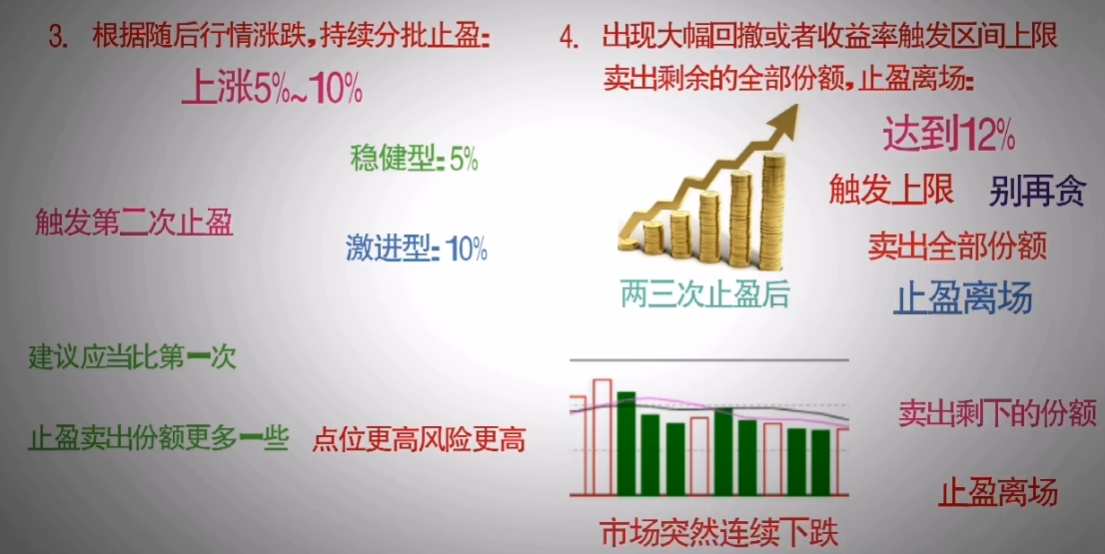 3. 根据随后行情涨跌,持续分批止盈:
上涨5%~10%
稳健型: 5%
触发第二次止盈
激进型: 10%
建议应当比第一次
止盈卖出份额更多一些
点位更高风险更高
4. 出现大幅回撤或者收益率触发区间上限
卖出剩余的全部份额,止盈离场:
达到12%
触发上限
别再贪
卖出全部份额
两三次止盈后
止盈离场
卖出剩下的份额
止盈离场
市场突然连续下跌